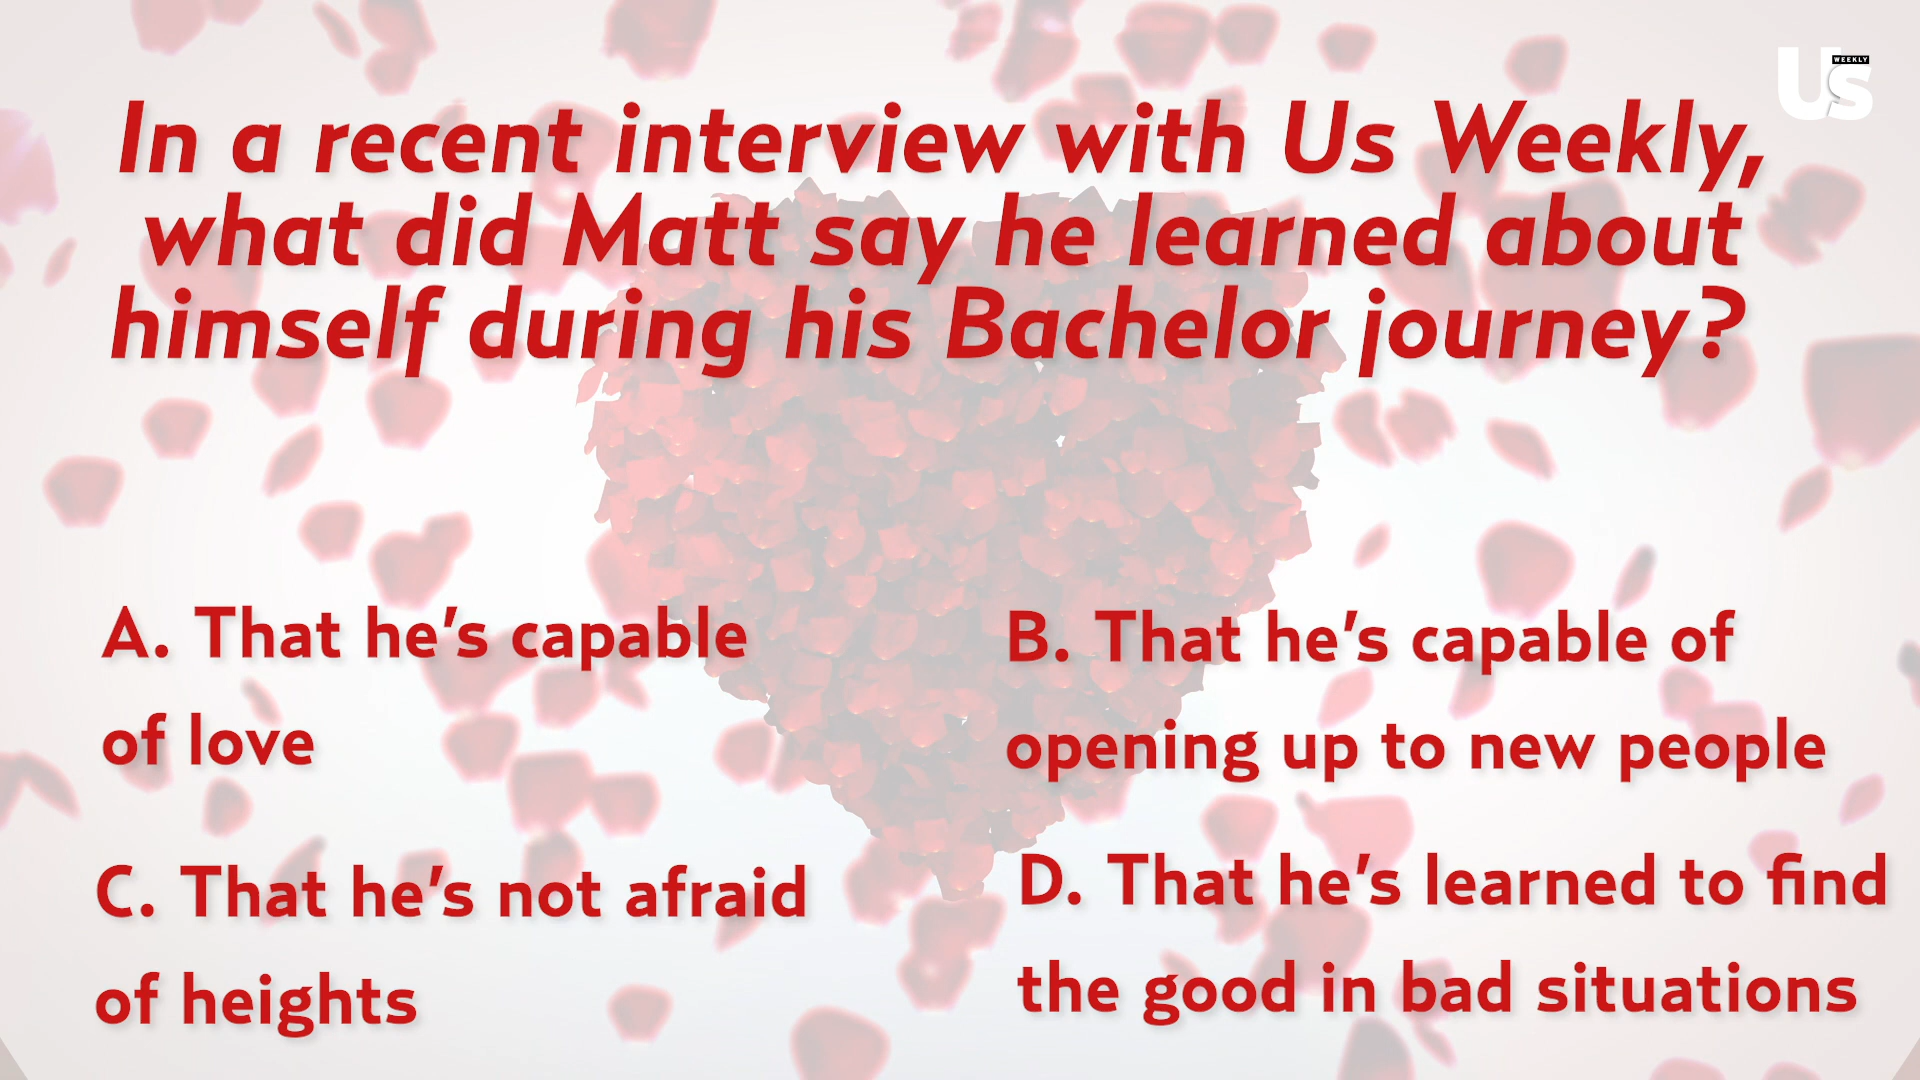 Us
WEEKLY
In a recent interview with Us Weekly,
what did Matt say he learned about
himself during his Bachelor journey?
A. That he's capable
of love
B. That he's capable of
opening up to new people
C. That he's not afraid
of heights
D. That he's learned to find
the good in bad situations